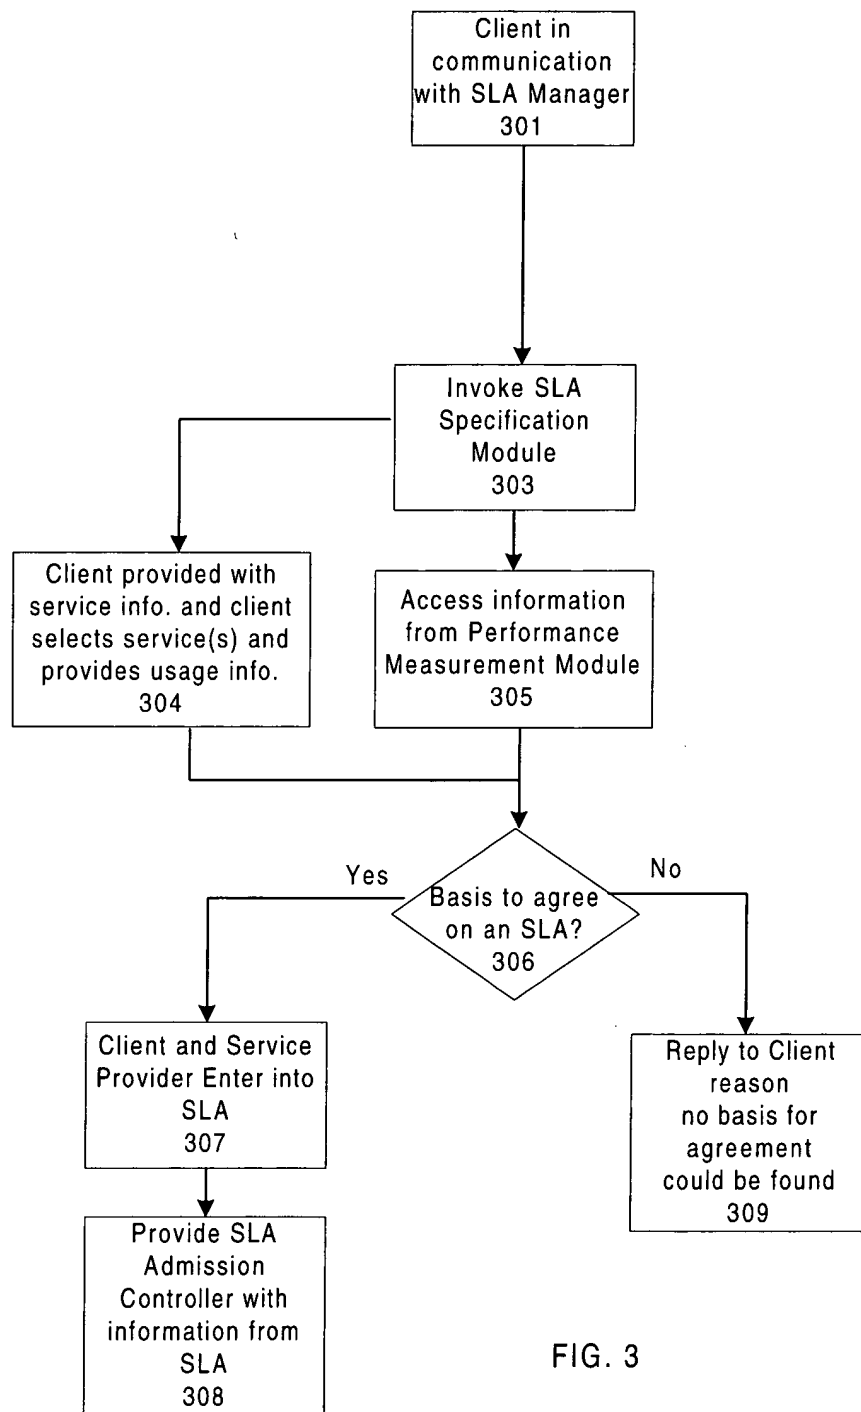 Client in
communication
with SLA Manager
301
Invoke SLA
Specification
Module
303
Client provided with
service info. and client
selects service(s) and
provides usage info.
304
Access information
from Performance
Measurement Module
305
Yes
No
Basis to agree
on an SLA?
306
Client and Service
Provider Enter into
SLA
307
Reply to Client
reason
no basis for
agreement
could be found
309
Provide SLA
Admission
Controller with
information from
SLA
308
FIG. 3